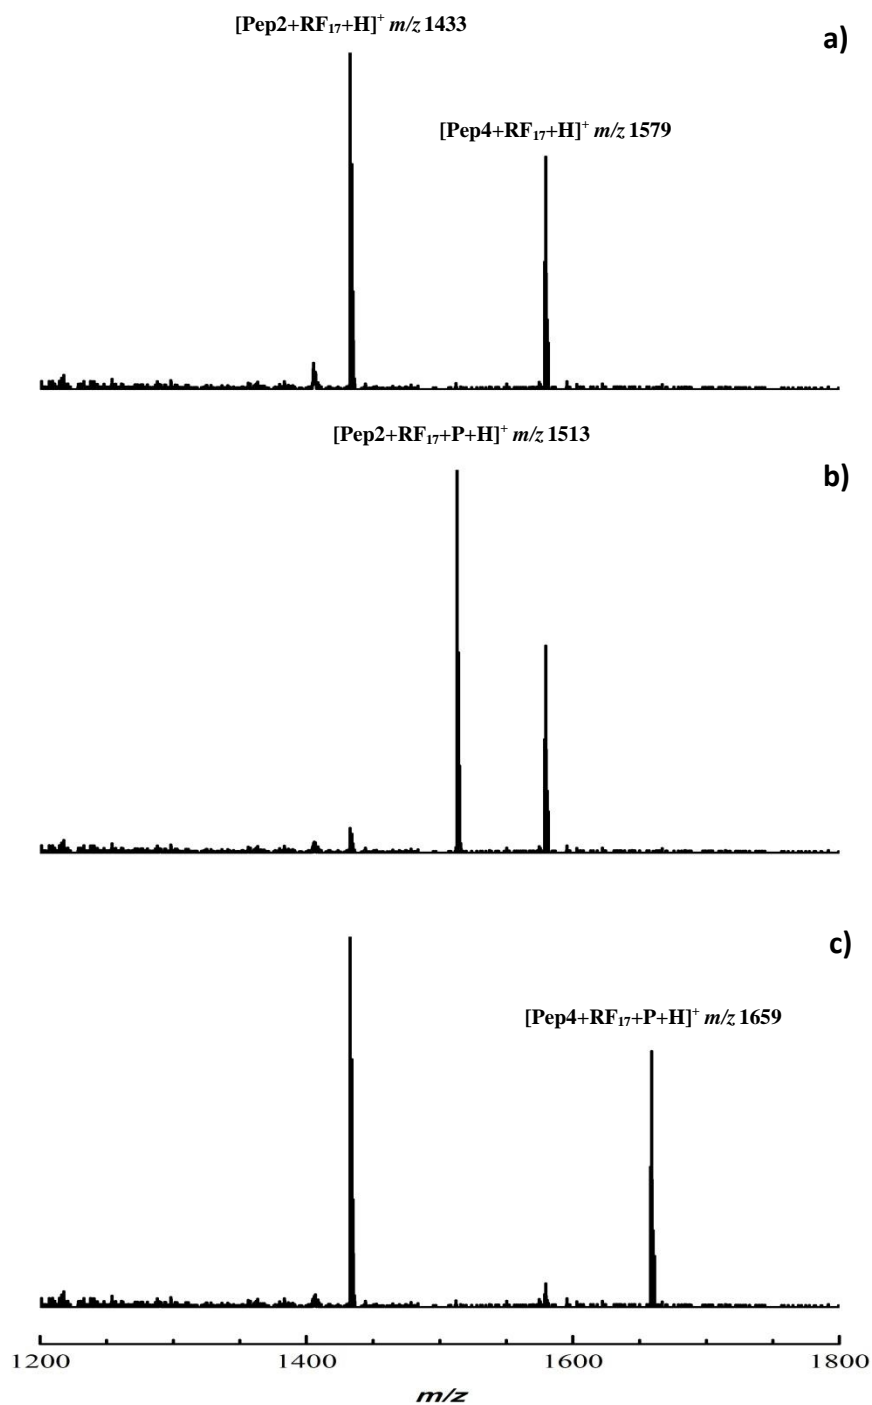 [Pep2+RF₁₇+H]⁺ m/z 1433
a)
[Pep4+RF₁₇+H]⁺ m/z 1579
[Pep2+RF₁₇+P+H]⁺ m/z 1513
b)
c)
[Pep4+RF₁₇+P+H]⁺ m/z 1659
1200 1400 1600 1800
m/z